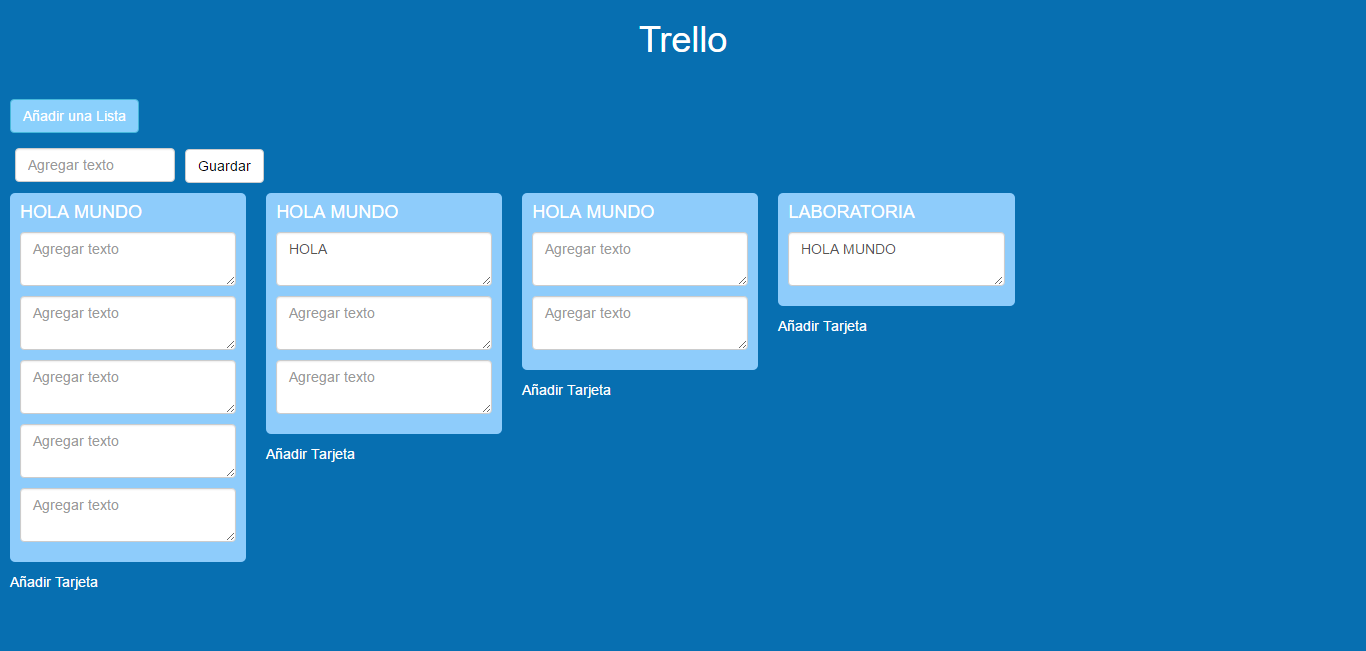 Trello
Añadir una Lista
Agregar texto
Guardar
HOLA MUNDO
Agregar texto
Agregar texto
Agregar texto
Agregar texto
Agregar texto
Añadir Tarjeta
HOLA MUNDO
HOLA
Agregar texto
Agregar texto
Añadir Tarjeta
HOLA MUNDO
Agregar texto
Agregar texto
Añadir Tarjeta
LABORATORIA
HOLA MUNDO
Añadir Tarjeta